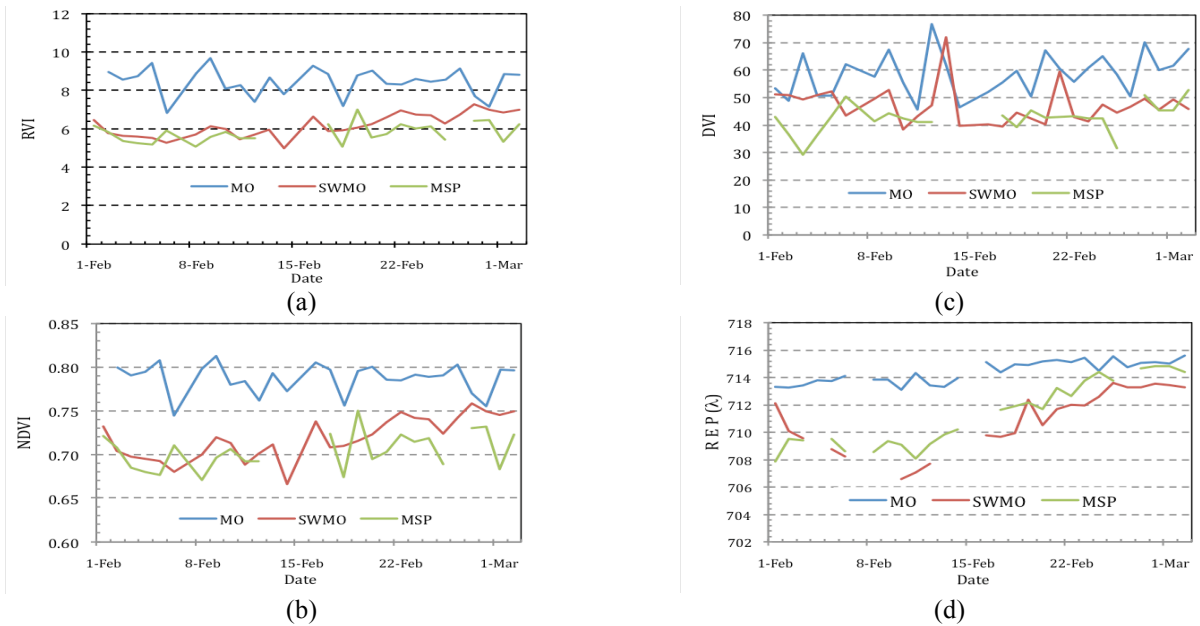 12
10
8
6
4
2
0
RVI
MO SWMO MSP
1-Feb 8-Feb 15-Feb 22-Feb 1-Mar
Date
(a)
80
70
60
50
40
30
20
10
0
DVI
MO SWMO MSP
1-Feb 8-Feb 15-Feb 22-Feb 1-Mar
Date
(c)
0.85
0.80
0.75
0.70
0.65
0.60
NDVI
MO SWMO MSP
1-Feb 8-Feb 15-Feb 22-Feb 1-Mar
Date
(b)
718
716
714
712
710
708
706
704
702
R E P (λ)
MO SWMO MSP
1-Feb 8-Feb 15-Feb 22-Feb 1-Mar
Date
(d)